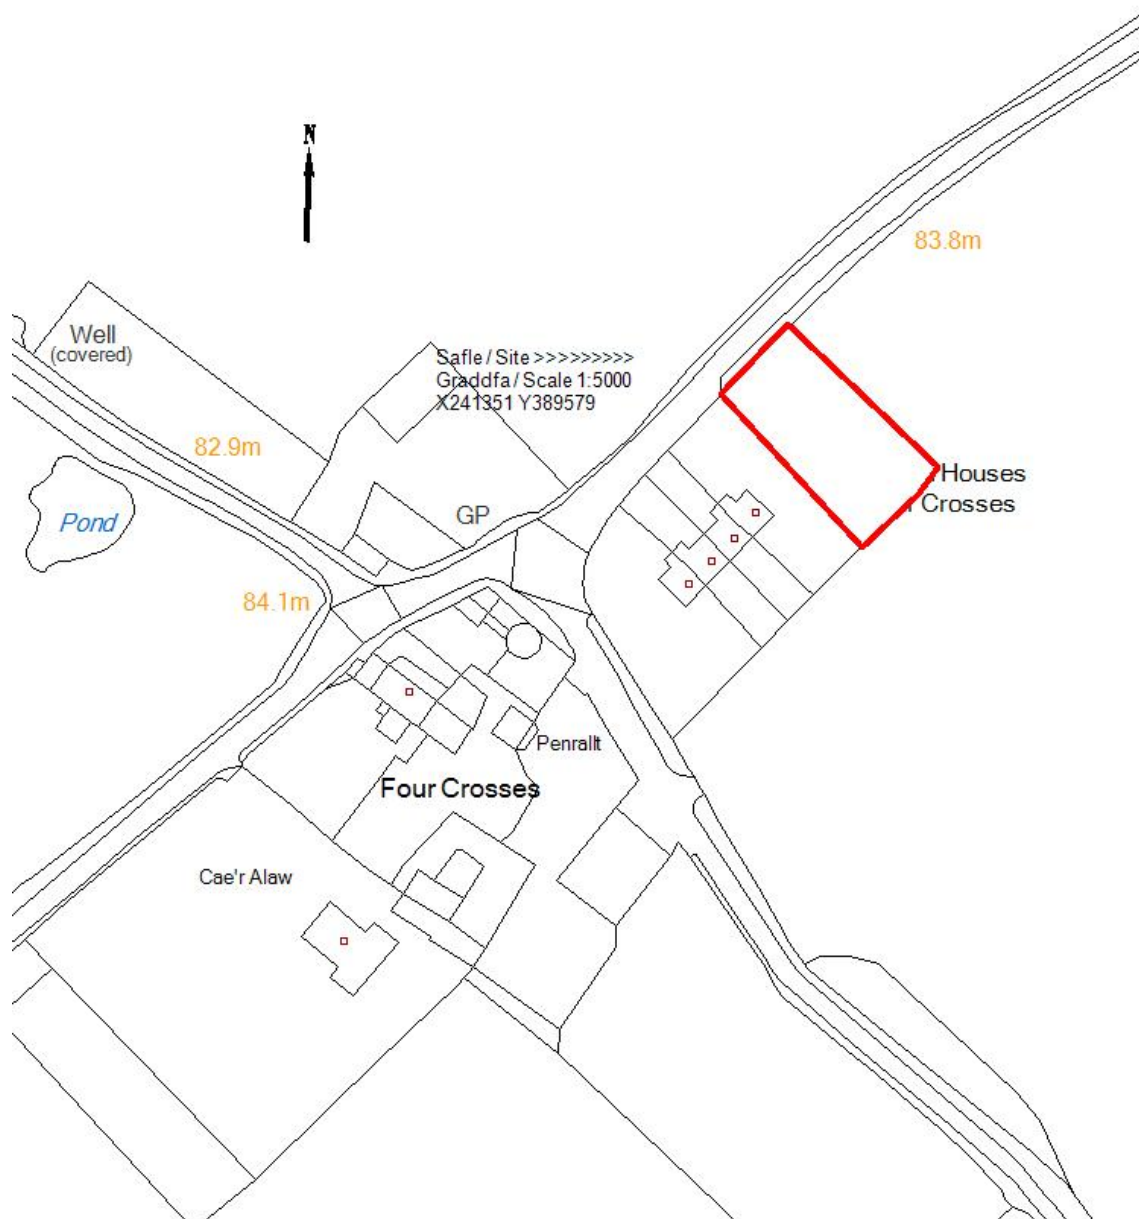 N
83.8m
Well
(covered)
Safle / Site >>>>>>>>>
Graddfa / Scale 1:5000
X241351 Y389579
82.9m
Houses
Crosses
GP
Pond
84.1m
Penrallt
Four Crosses
Cae'r Alaw